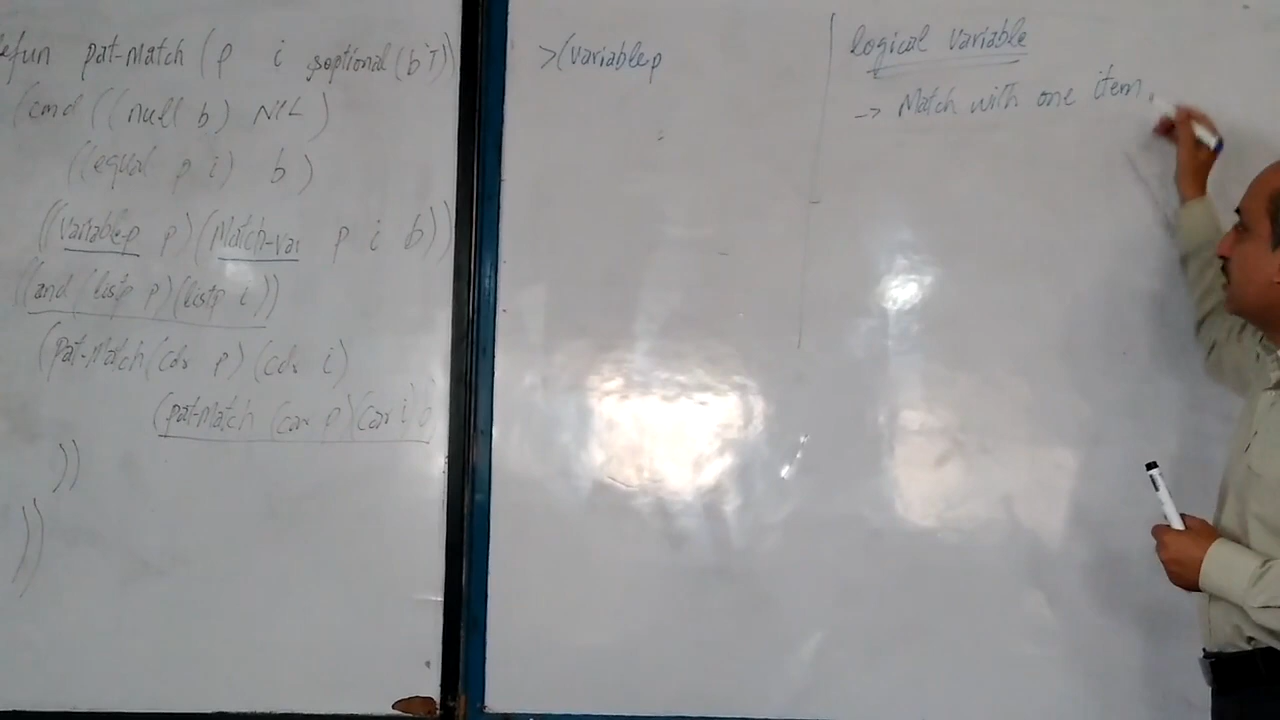 efun pat-match (p i &optional (b T))
(cond ((null b) NIL)
((equal p i) b)
((variable-p p) (Match-var p i b))
((and (listp p)(listp i))
(pat-Match (cdr p) (cdr i)
(pat-match (car p)(car i) b)
))
))
>(variablep
logical variable
-> Match with one item.